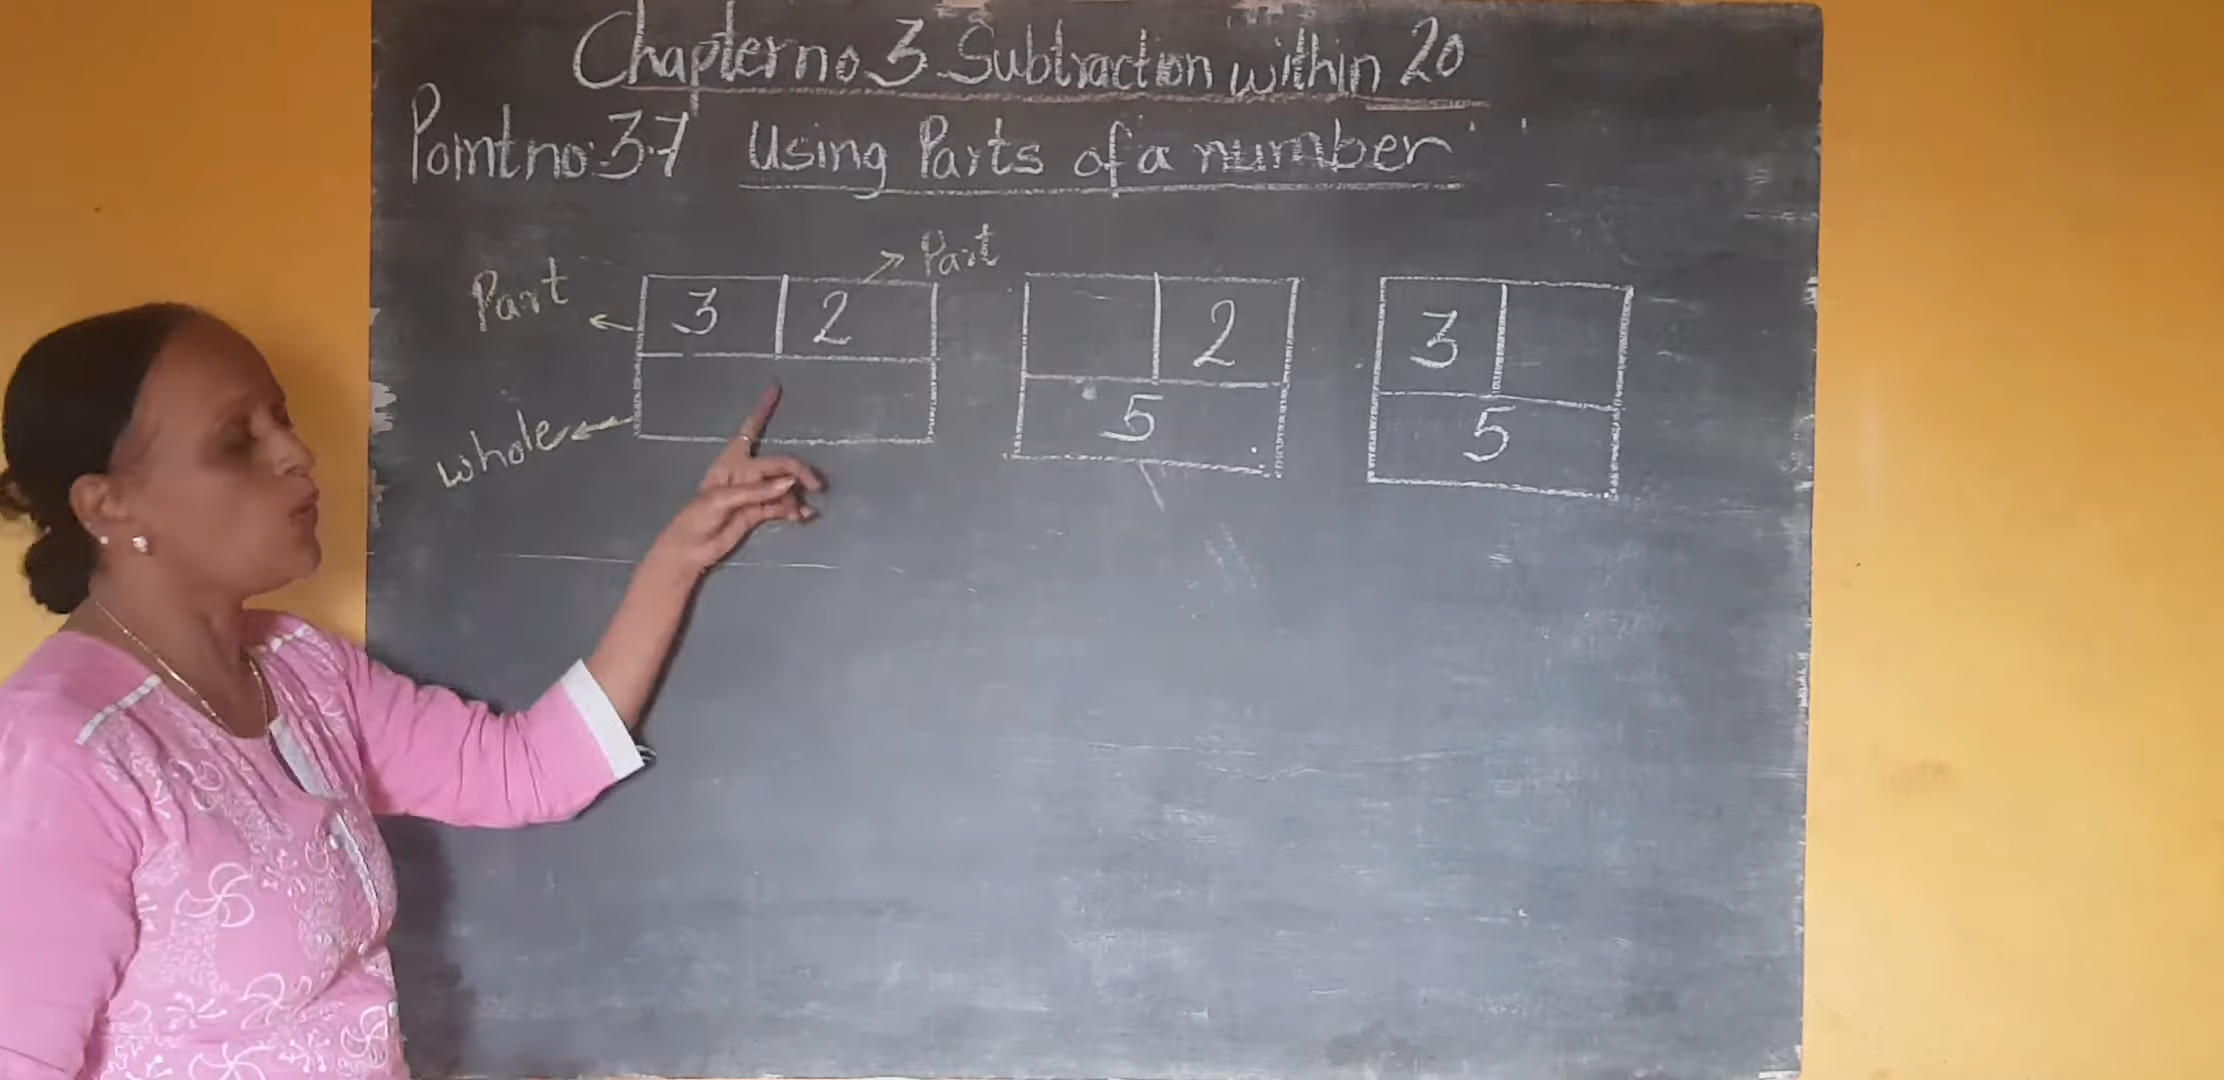 Chapter no 3 Subtraction within 20
Point no. 3.7 Using Parts of a number
Part
3 2
Part
whole
2
5
3
5